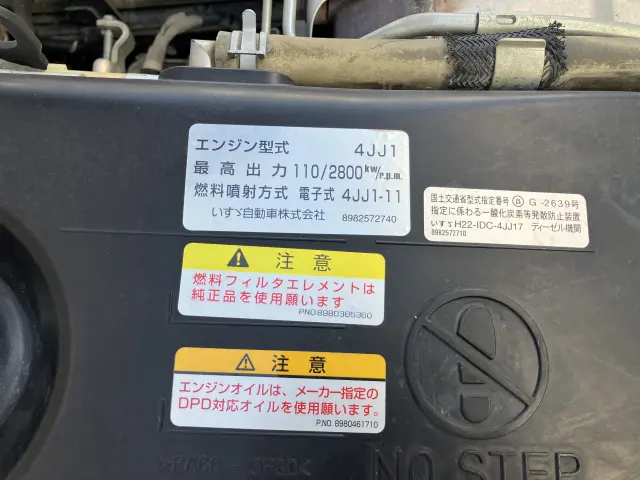 エンジン型式 4JJ1
最高出力 110/2800 kw/r.p.m.
燃料噴射方式 電子式 4JJ1-11
いすゞ自動車株式会社 8982572740
国土交通省型式指定番号 ⓐ G-2639号
指定に係わる一酸化炭素等発散防止装置
いすゞH22-IDC-4JJ17 ディーゼル機関
8982572710
注意
燃料フィルタエレメントは
純正品を使用願います
PNO8980365360
注意
エンジンオイルは、メーカー指定の
DPD対応オイルを使用願います。
P.NO. 8980461710
NO STEP